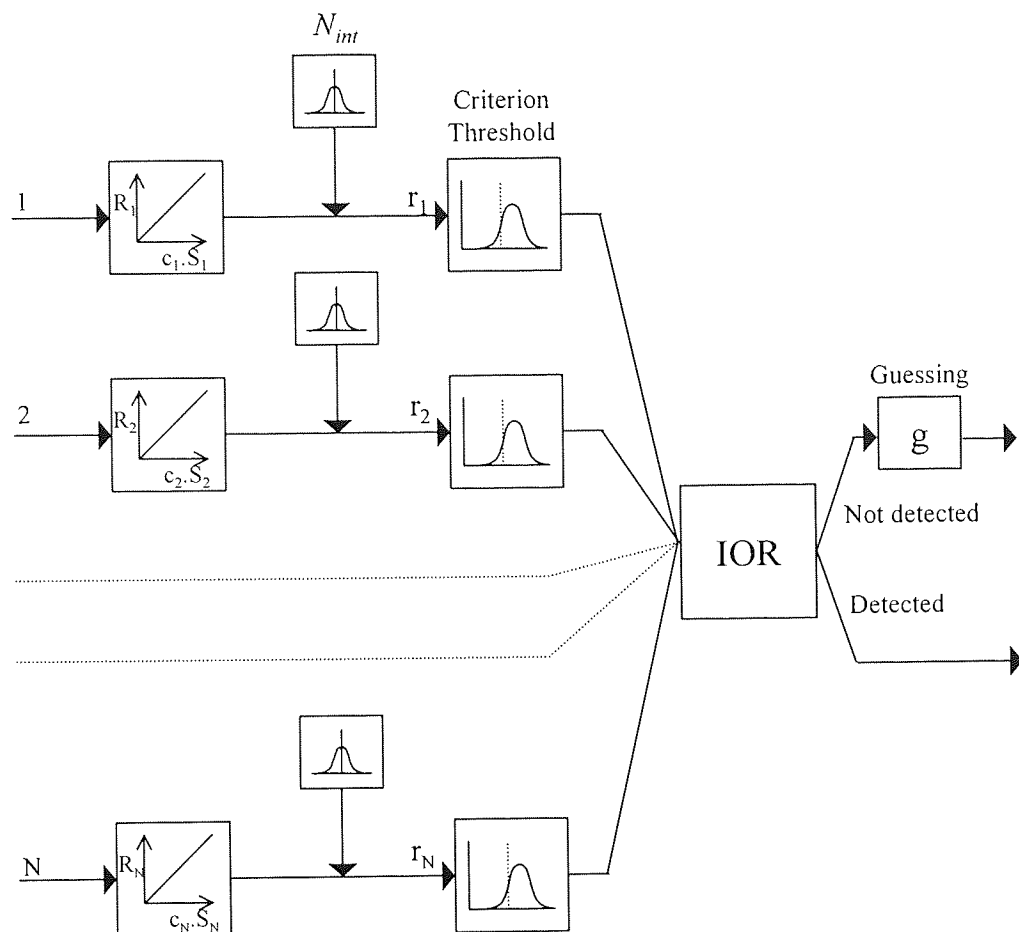 N_int
Criterion
Threshold
1
R_1
c_1.S_1
r_1
2
R_2
c_2.S_2
r_2
Guessing
g
Not detected
IOR
Detected
N
R_N
c_N.S_N
r_N